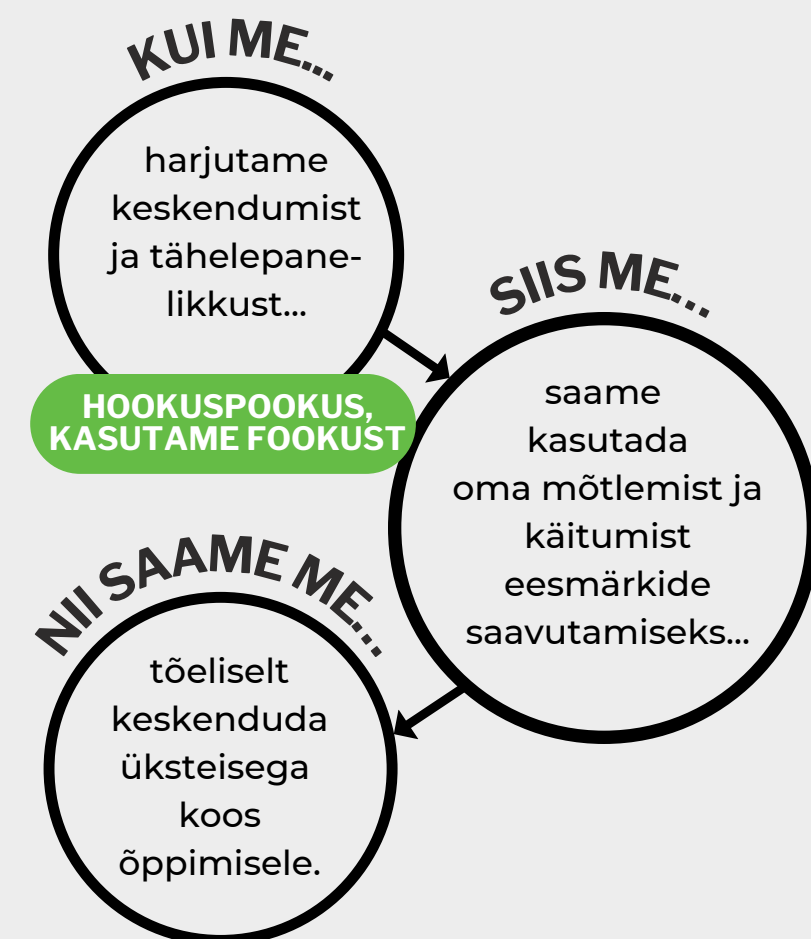 KUI ME...
harjutame
keskendumist
ja tähelepane-
likkust...
HOOKUSPOOKUS,
KASUTAME FOOKUST
SIIS ME...
saame
kasutada
oma mõtlemist ja
käitumist
eesmärkide
saavutamiseks...
NII SAAME ME...
tõeliselt
keskenduda
üksteisega
koos
õppimisele.